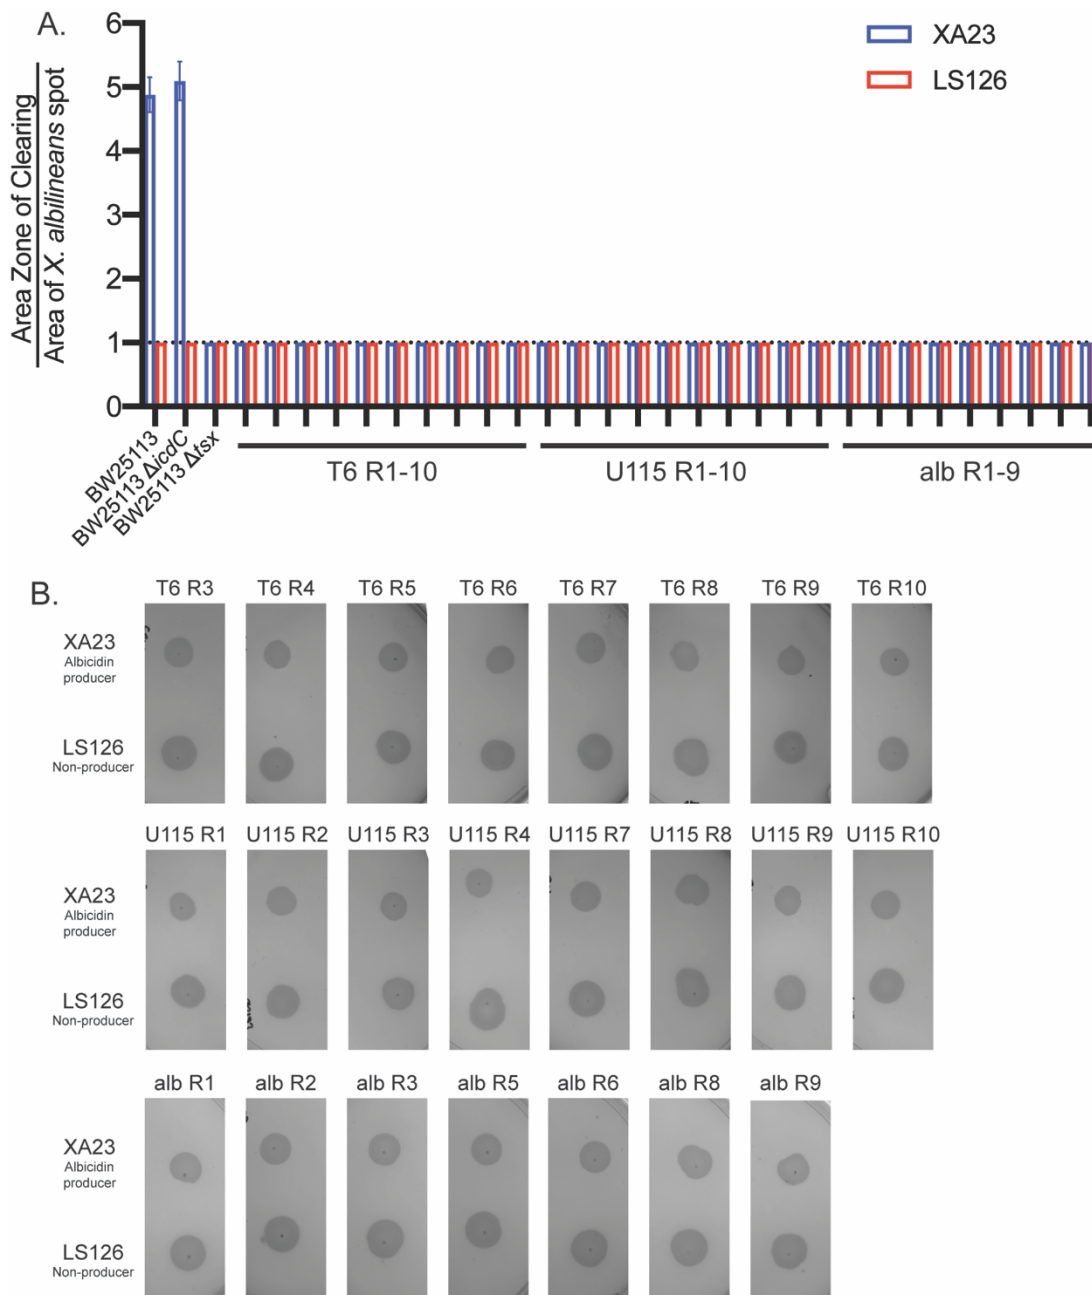 A.
Area Zone of Clearing
Area of X. albilineans spot
6
5
4
3
2
1
0
XA23
LS126
BW25113
BW25113 ΔicdC
BW25113 Δtsx
T6 R1-10
U115 R1-10
alb R1-9
B.
T6 R3 T6 R4 T6 R5 T6 R6 T6 R7 T6 R8 T6 R9 T6 R10
XA23
Albicidin
producer
LS126
Non-producer
U115 R1 U115 R2 U115 R3 U115 R4 U115 R7 U115 R8 U115 R9 U115 R10
XA23
Albicidin
producer
LS126
Non-producer
alb R1 alb R2 alb R3 alb R5 alb R6 alb R8 alb R9
XA23
Albicidin
producer
LS126
Non-producer